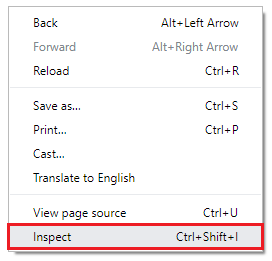 Back Alt+Left Arrow
Forward Alt+Right Arrow
Reload Ctrl+R
Save as... Ctrl+S
Print... Ctrl+P
Cast...
Translate to English
View page source Ctrl+U
Inspect Ctrl+Shift+I